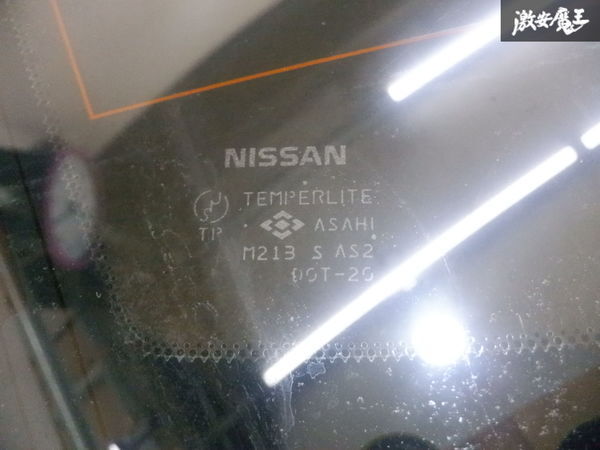 激安魔王
NISSAN
TEMPERLITE
TP
ASAHI
M213 S AS2
DOT-20